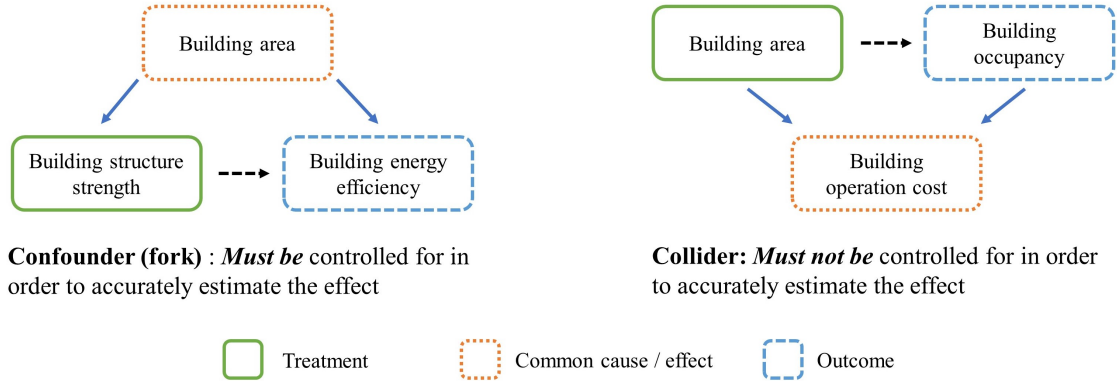 Building area
Building structure
strength
Building energy
efficiency
Confounder (fork) : Must be controlled for in
order to accurately estimate the effect
Building area
Building
occupancy
Building
operation cost
Collider: Must not be controlled for in order
to accurately estimate the effect
Treatment
Common cause / effect
Outcome